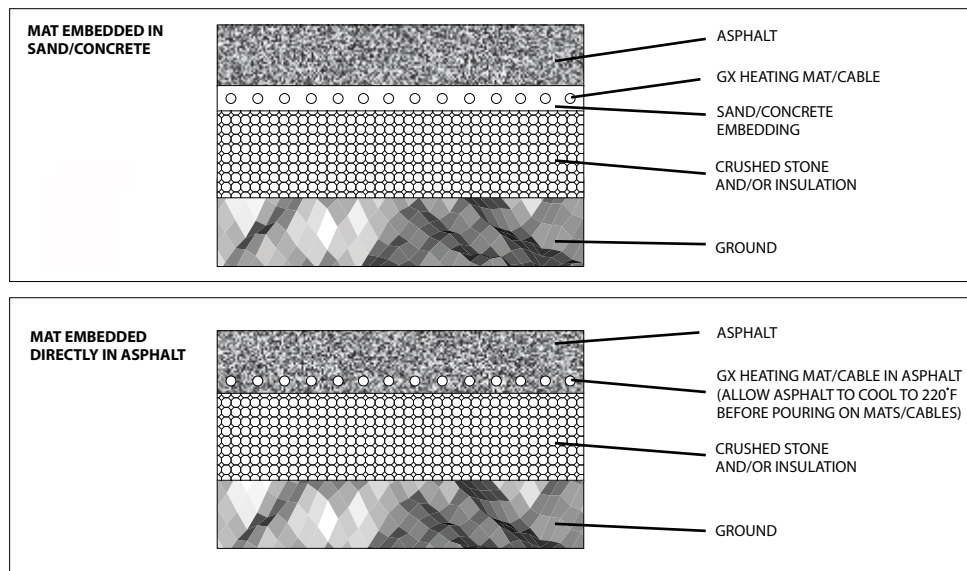 MAT EMBEDDED IN
SAND/CONCRETE
ASPHALT
GX HEATING MAT/CABLE
SAND/CONCRETE
EMBEDDING
CRUSHED STONE
AND/OR INSULATION
GROUND
MAT EMBEDDED
DIRECTLY IN ASPHALT
ASPHALT
GX HEATING MAT/CABLE IN ASPHALT
(ALLOW ASPHALT TO COOL TO 220˚F
BEFORE POURING ON MATS/CABLES)
CRUSHED STONE
AND/OR INSULATION
GROUND